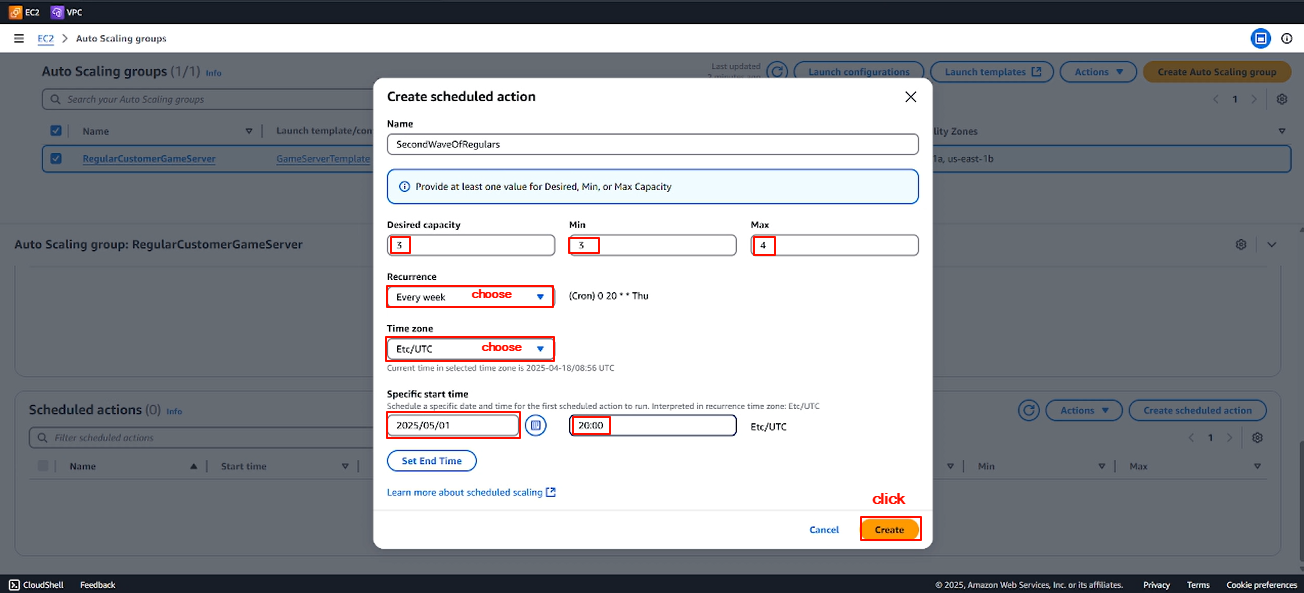 EC2 VPC
EC2 > Auto Scaling groups
Auto Scaling groups (1/1) Info
Last updated
2 minutes ago
Launch configurations
Launch templates
Actions
Create Auto Scaling group
Search your Auto Scaling groups
1
Name
Launch template/con
lity Zones
RegularCustomerGameServer
GameServerTemplate
1a, us-east-1b
Create scheduled action
Name
SecondWaveOfRegulars
Provide at least one value for Desired, Min, or Max Capacity
Desired capacity Min Max
3 3 4
Recurrence
Every week choose (Cron) 0 20 * * Thu
Time zone
Etc/UTC choose
Current time in selected time zone is 2025-04-18/08:56 UTC
Specific start time
Schedule a specific date and time for the first scheduled action to run. Interpreted in recurrence time zone: Etc/UTC
2025/05/01 20:00 Etc/UTC
Set End Time
Learn more about scheduled scaling
click
Cancel Create
Auto Scaling group: RegularCustomerGameServer
Scheduled actions (0) Info
Actions
Create scheduled action
Filter scheduled actions
1
Name Start time Min Max
CloudShell Feedback © 2025, Amazon Web Services, Inc. or its affiliates. Privacy Terms Cookie preferences